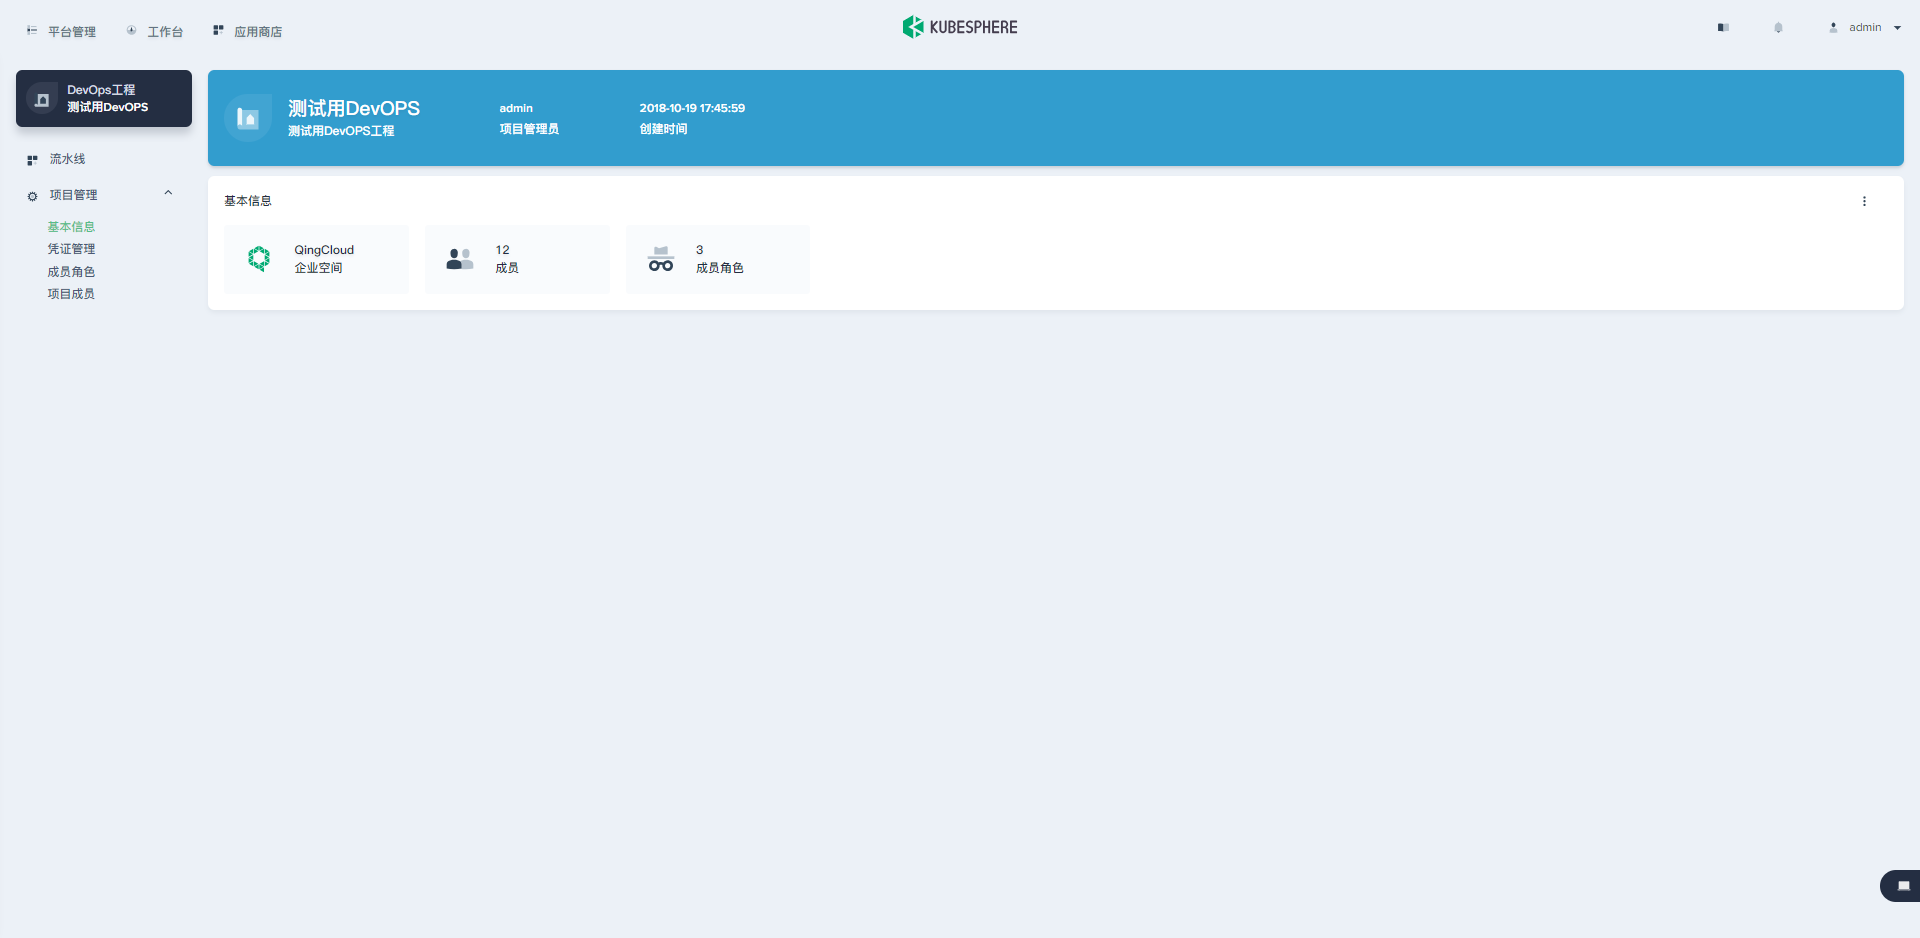 平台管理
工作台
应用商店
KUBESPHERE
admin
DevOps工程
测试用DevOPS
流水线
项目管理
基本信息
凭证管理
成员角色
项目成员
测试用DevOPS
测试用DevOPS工程
admin
项目管理员
2018-10-19 17:45:59
创建时间
基本信息
QingCloud
企业空间
12
成员
3
成员角色